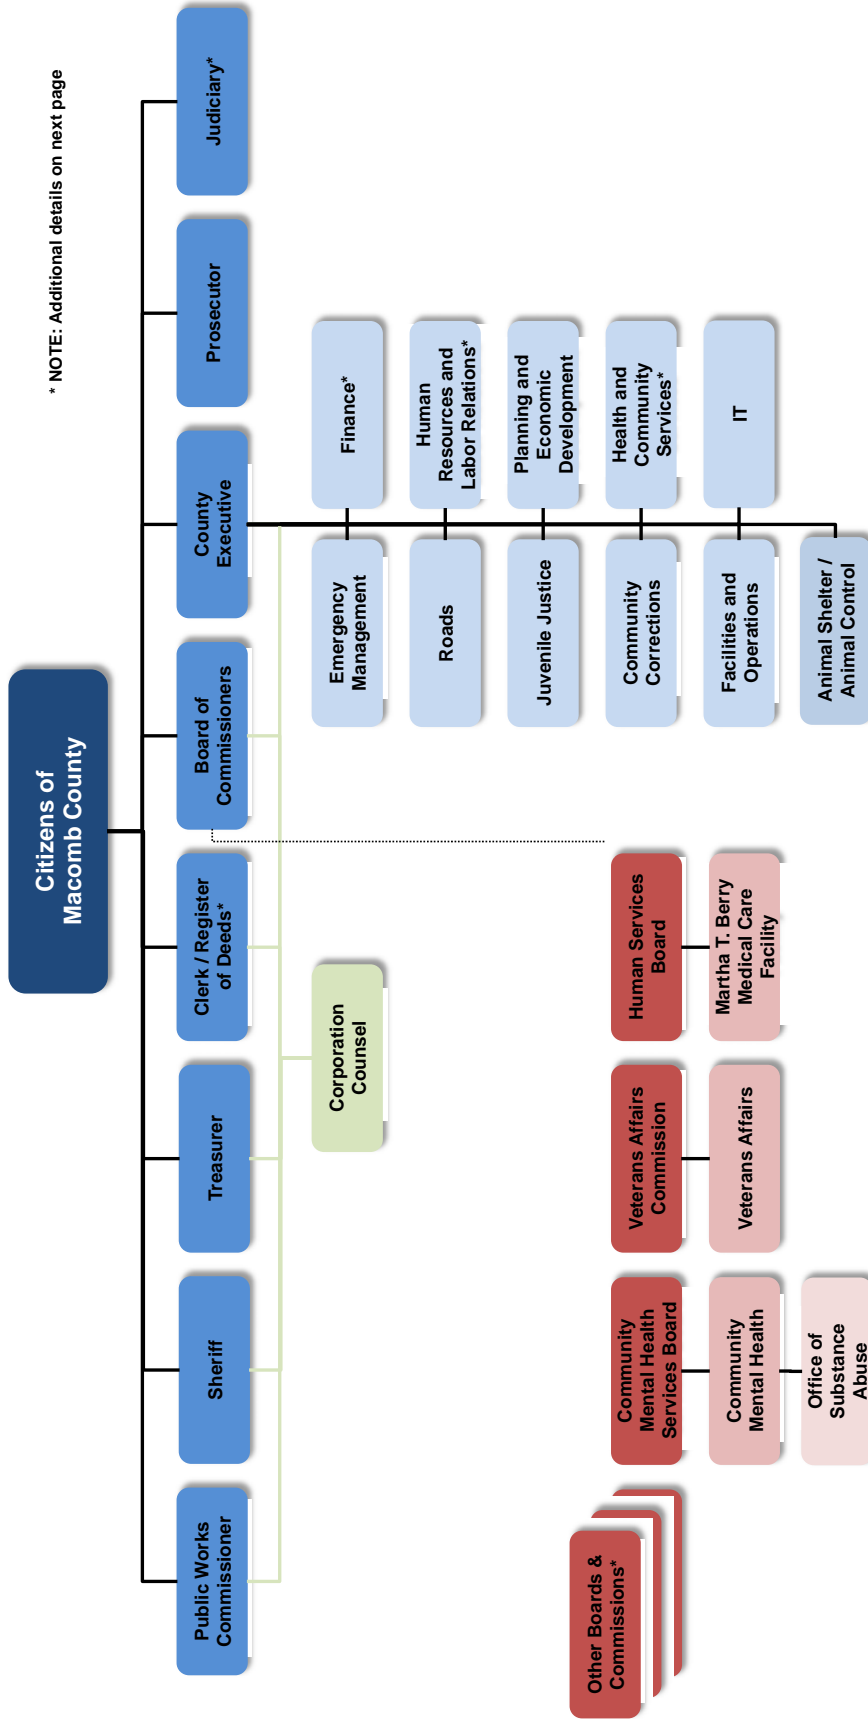 * NOTE: Additional details on next page
Citizens of
Macomb County
Public Works
Commissioner
Sheriff
Treasurer
Clerk / Register
of Deeds*
Board of
Commissioners
County
Executive
Prosecutor
Judiciary*
Corporation
Counsel
Emergency
Management
Finance*
Roads
Human
Resources and
Labor Relations*
Juvenile Justice
Planning and
Economic
Development
Community
Corrections
Health and
Community
Services*
Facilities and
Operations
IT
Animal Shelter /
Animal Control
Other Boards &
Commissions*
Community
Mental Health
Services Board
Veterans Affairs
Commission
Human Services
Board
Community
Mental Health
Veterans Affairs
Martha T. Berry
Medical Care
Facility
Office of
Substance
Abuse